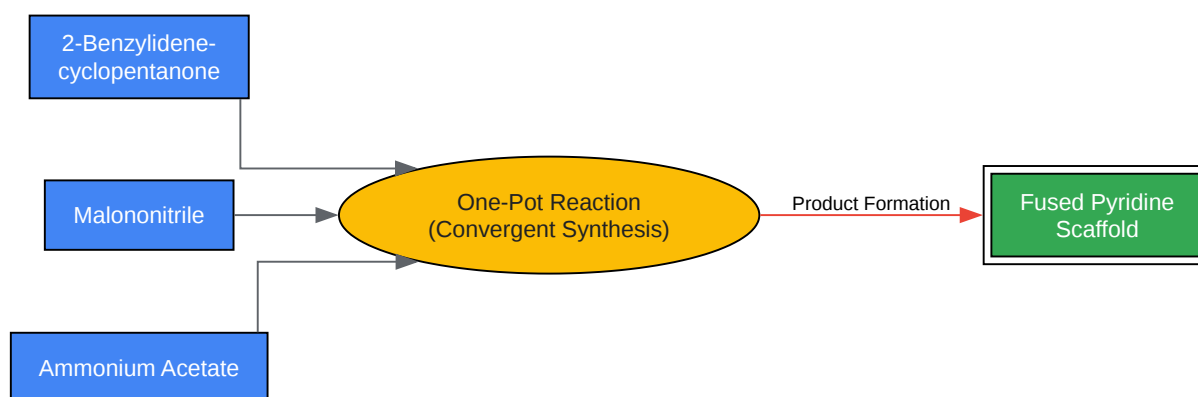 2-Benzylidene-
cyclopentanone
Malononitrile
Ammonium Acetate
One-Pot Reaction
(Convergent Synthesis)
Product Formation
Fused Pyridine
Scaffold